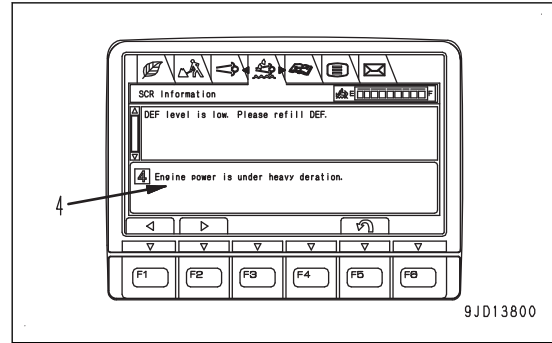 SCR Information
E F
DEF level is low. Please refill DEF.
4 Engine power is under heavy deration.
4
F1 F2 F3 F4 F5 F6
9JD13800